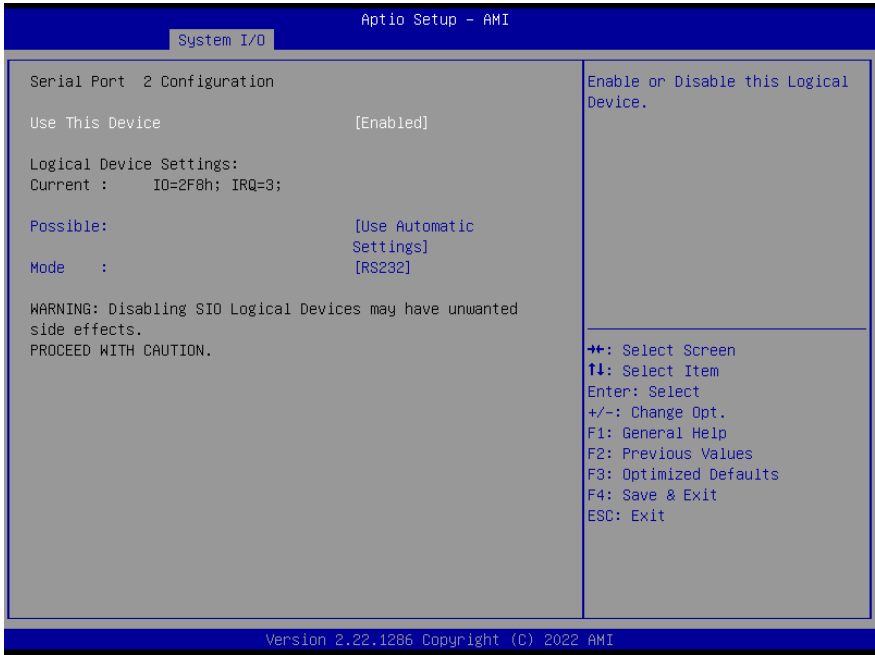 Aptio Setup – AMI
System I/O
Serial Port  2 Configuration
Use This Device [Enabled]
Logical Device Settings:
Current : IO=2F8h; IRQ=3;
Possible: [Use Automatic
Settings]
Mode : [RS232]
WARNING: Disabling SIO Logical Devices may have unwanted
side effects.
PROCEED WITH CAUTION.
Enable or Disable this Logical
Device.
→←: Select Screen
↑↓: Select Item
Enter: Select
+/-: Change Opt.
F1: General Help
F2: Previous Values
F3: Optimized Defaults
F4: Save & Exit
ESC: Exit
Version 2.22.1286 Copyright (C) 2022 AMI